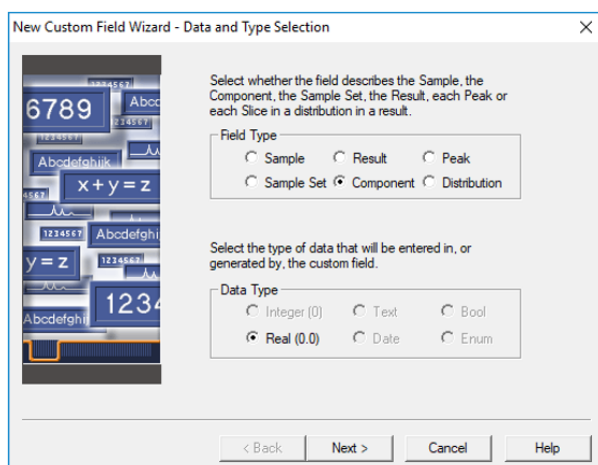 New Custom Field Wizard - Data and Type Selection
1234567
6789
Abcc
1234567
1234567
Abcdefghijk
x+y=z
4567
1234567
Abcdefghi
y=z
1234567
1234
Abcdefghi
Select whether the field describes the Sample, the
Component, the Sample Set, the Result, each Peak or
each Slice in a distribution in a result.
Field Type
Sample Result Peak
Sample Set Component Distribution
Select the type of data that will be entered in, or
generated by, the custom field.
Data Type
Integer (0) Text Bool
Real (0.0) Date Enum
< Back Next > Cancel Help